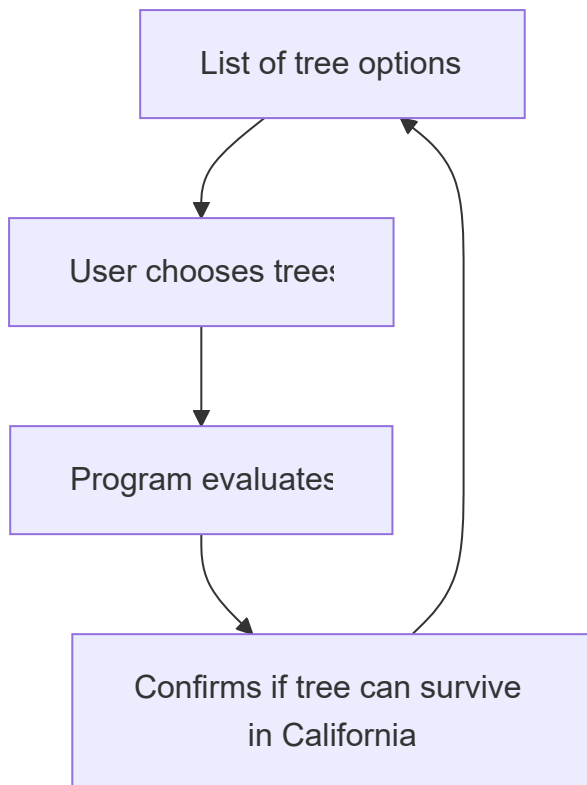 List of tree options
User chooses trees
Program evaluates
Confirms if tree can survive
in California